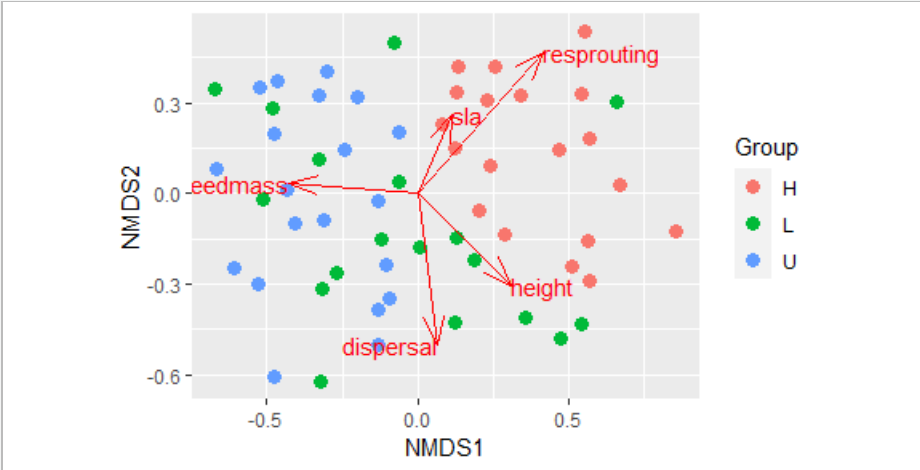 resprouting
sla
eedmass
height
dispersal
0.3
0.0
-0.3
-0.6
-0.5
0.0
0.5
NMDS1
NMDS2
Group
H
L
U